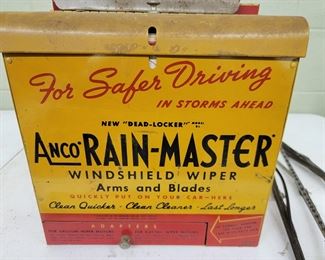 For Safer Driving
IN STORMS AHEAD
NEW "DEAD-LOCKER"
ANCO RAIN-MASTER
WINDSHIELD WIPER
Arms and Blades
QUICKLY PUT ON YOUR CAR-HERE
Clean Quicker - Clean Cleaner - Last Longer
ADAPTERS